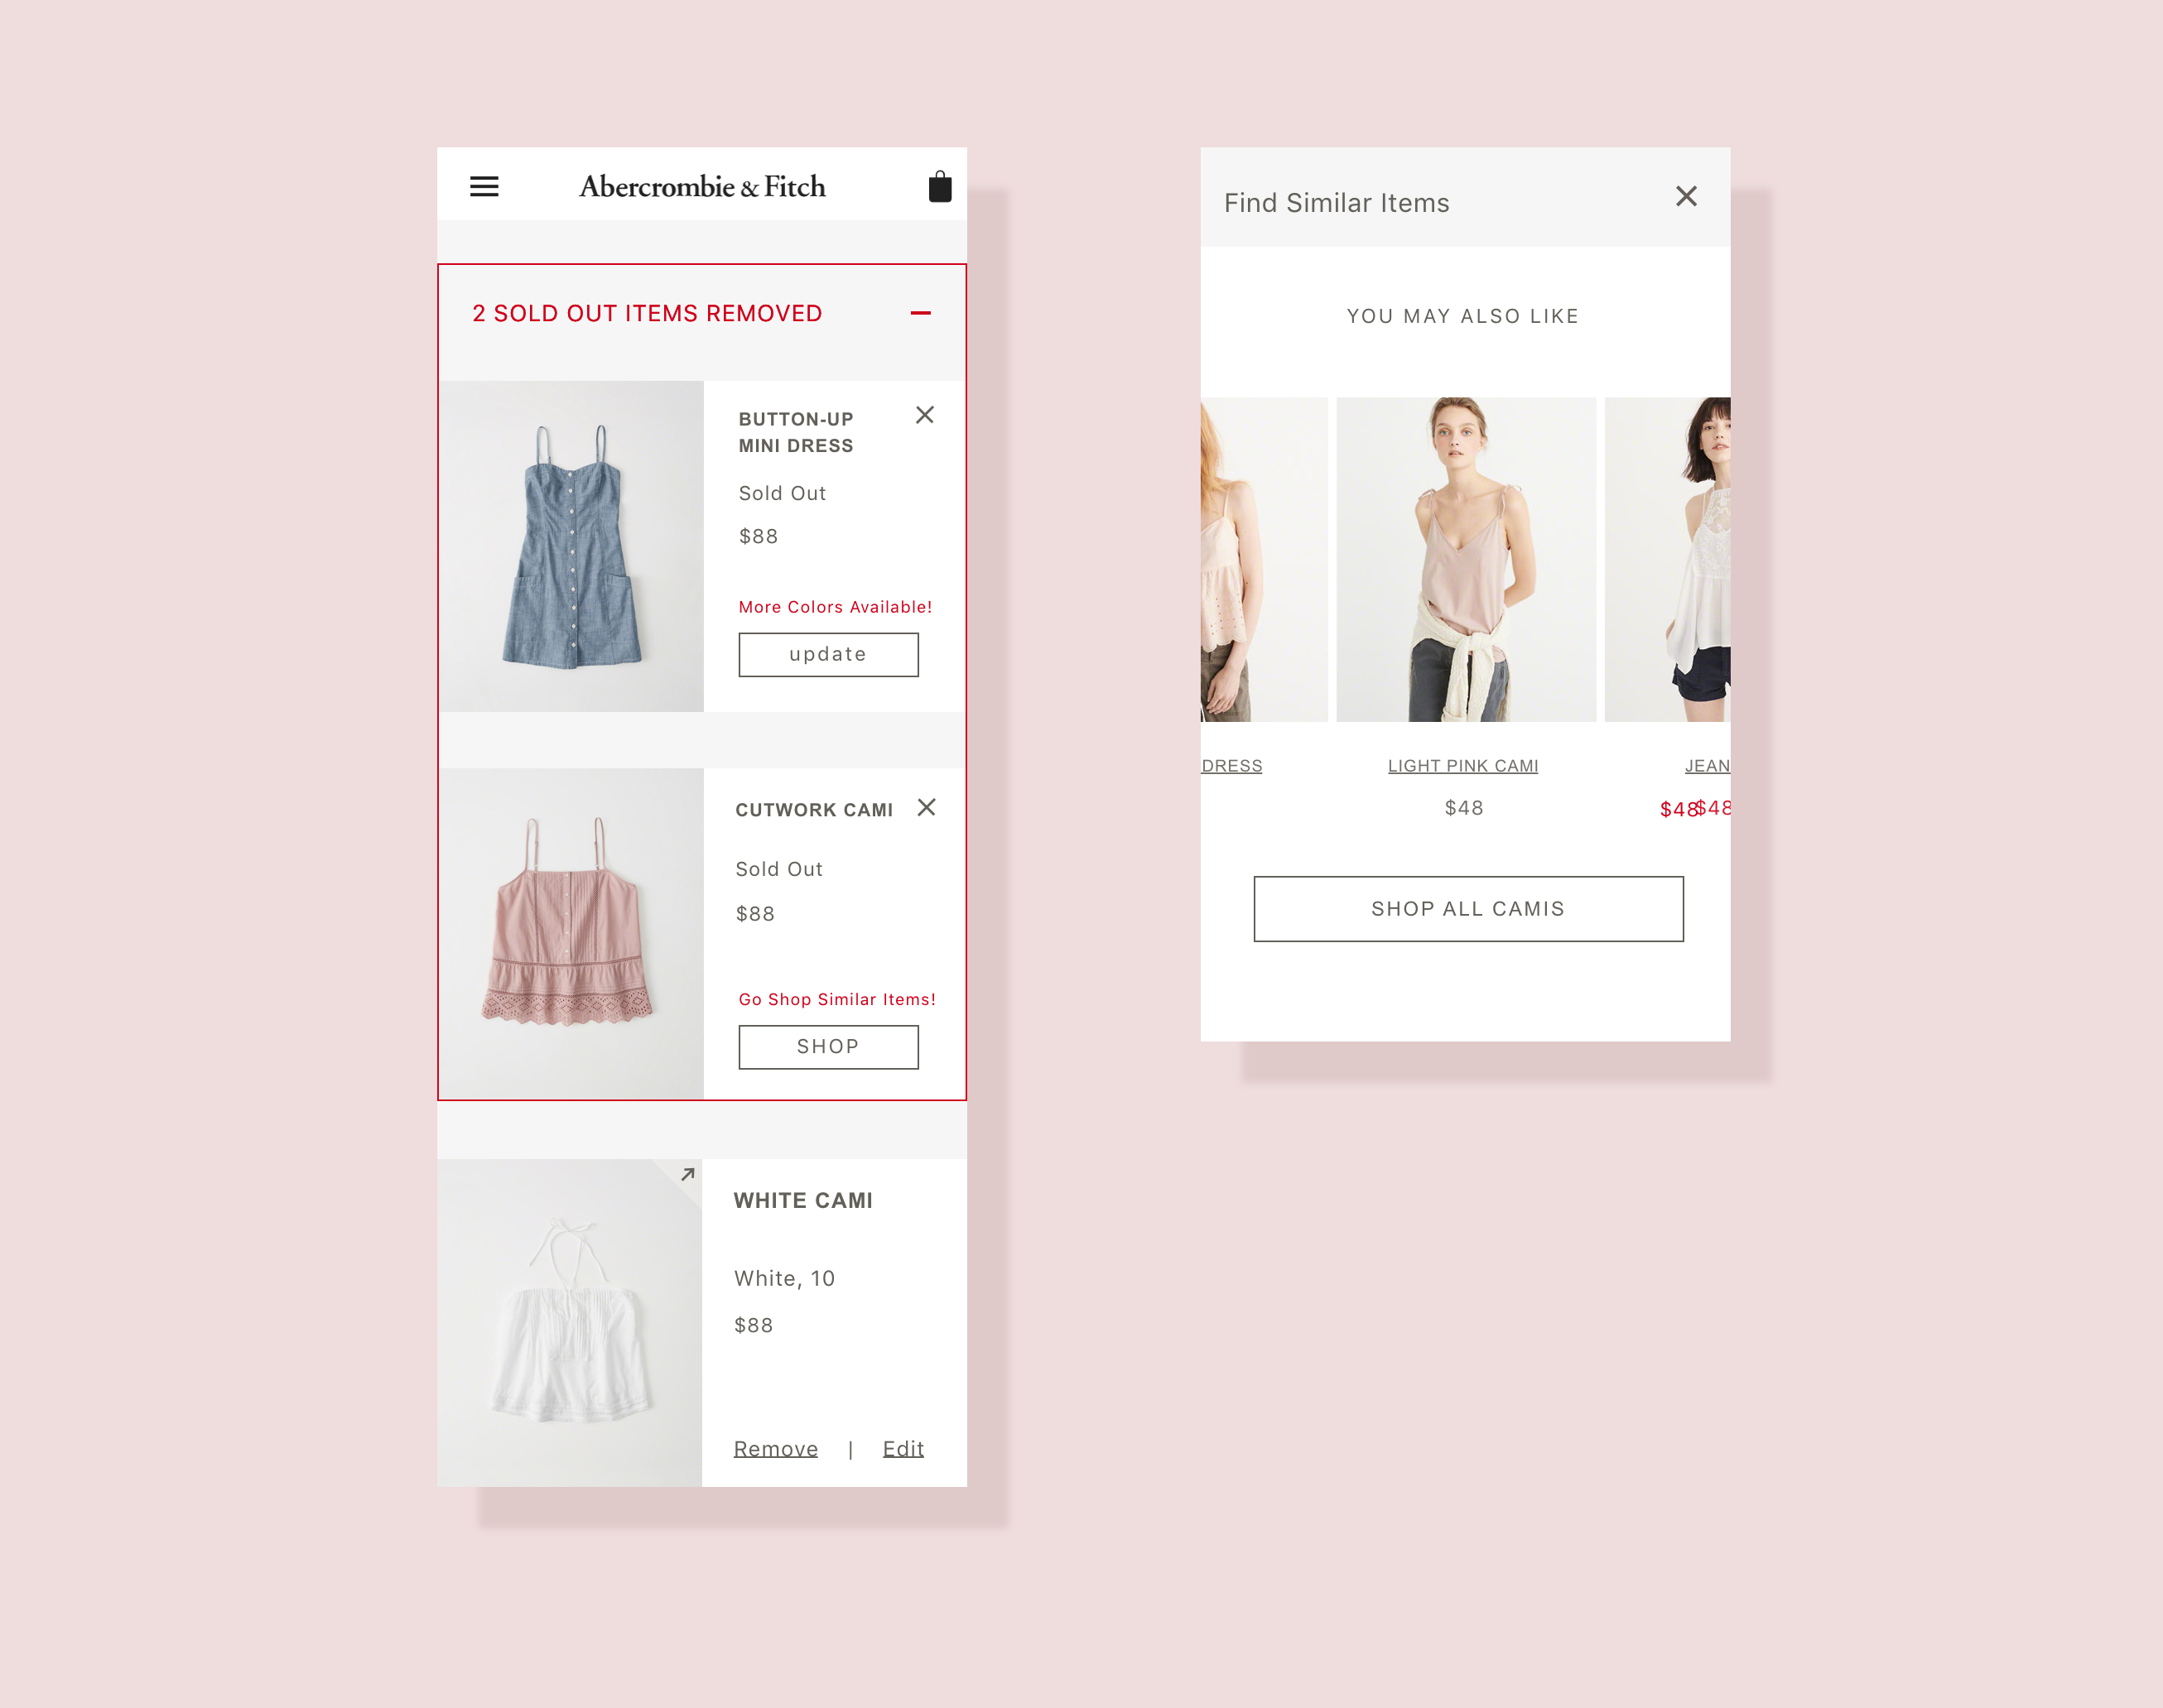 Abercrombie & Fitch
2 SOLD OUT ITEMS REMOVED
BUTTON-UP
MINI DRESS
Sold Out
$88
More Colors Available!
update
CUTWORK CAMI
Sold Out
$88
Go Shop Similar Items!
SHOP
WHITE CAMI
White, 10
$88
Remove | Edit
Find Similar Items
YOU MAY ALSO LIKE
DRESS LIGHT PINK CAMI JEAN
$48 $48 $48
SHOP ALL CAMIS